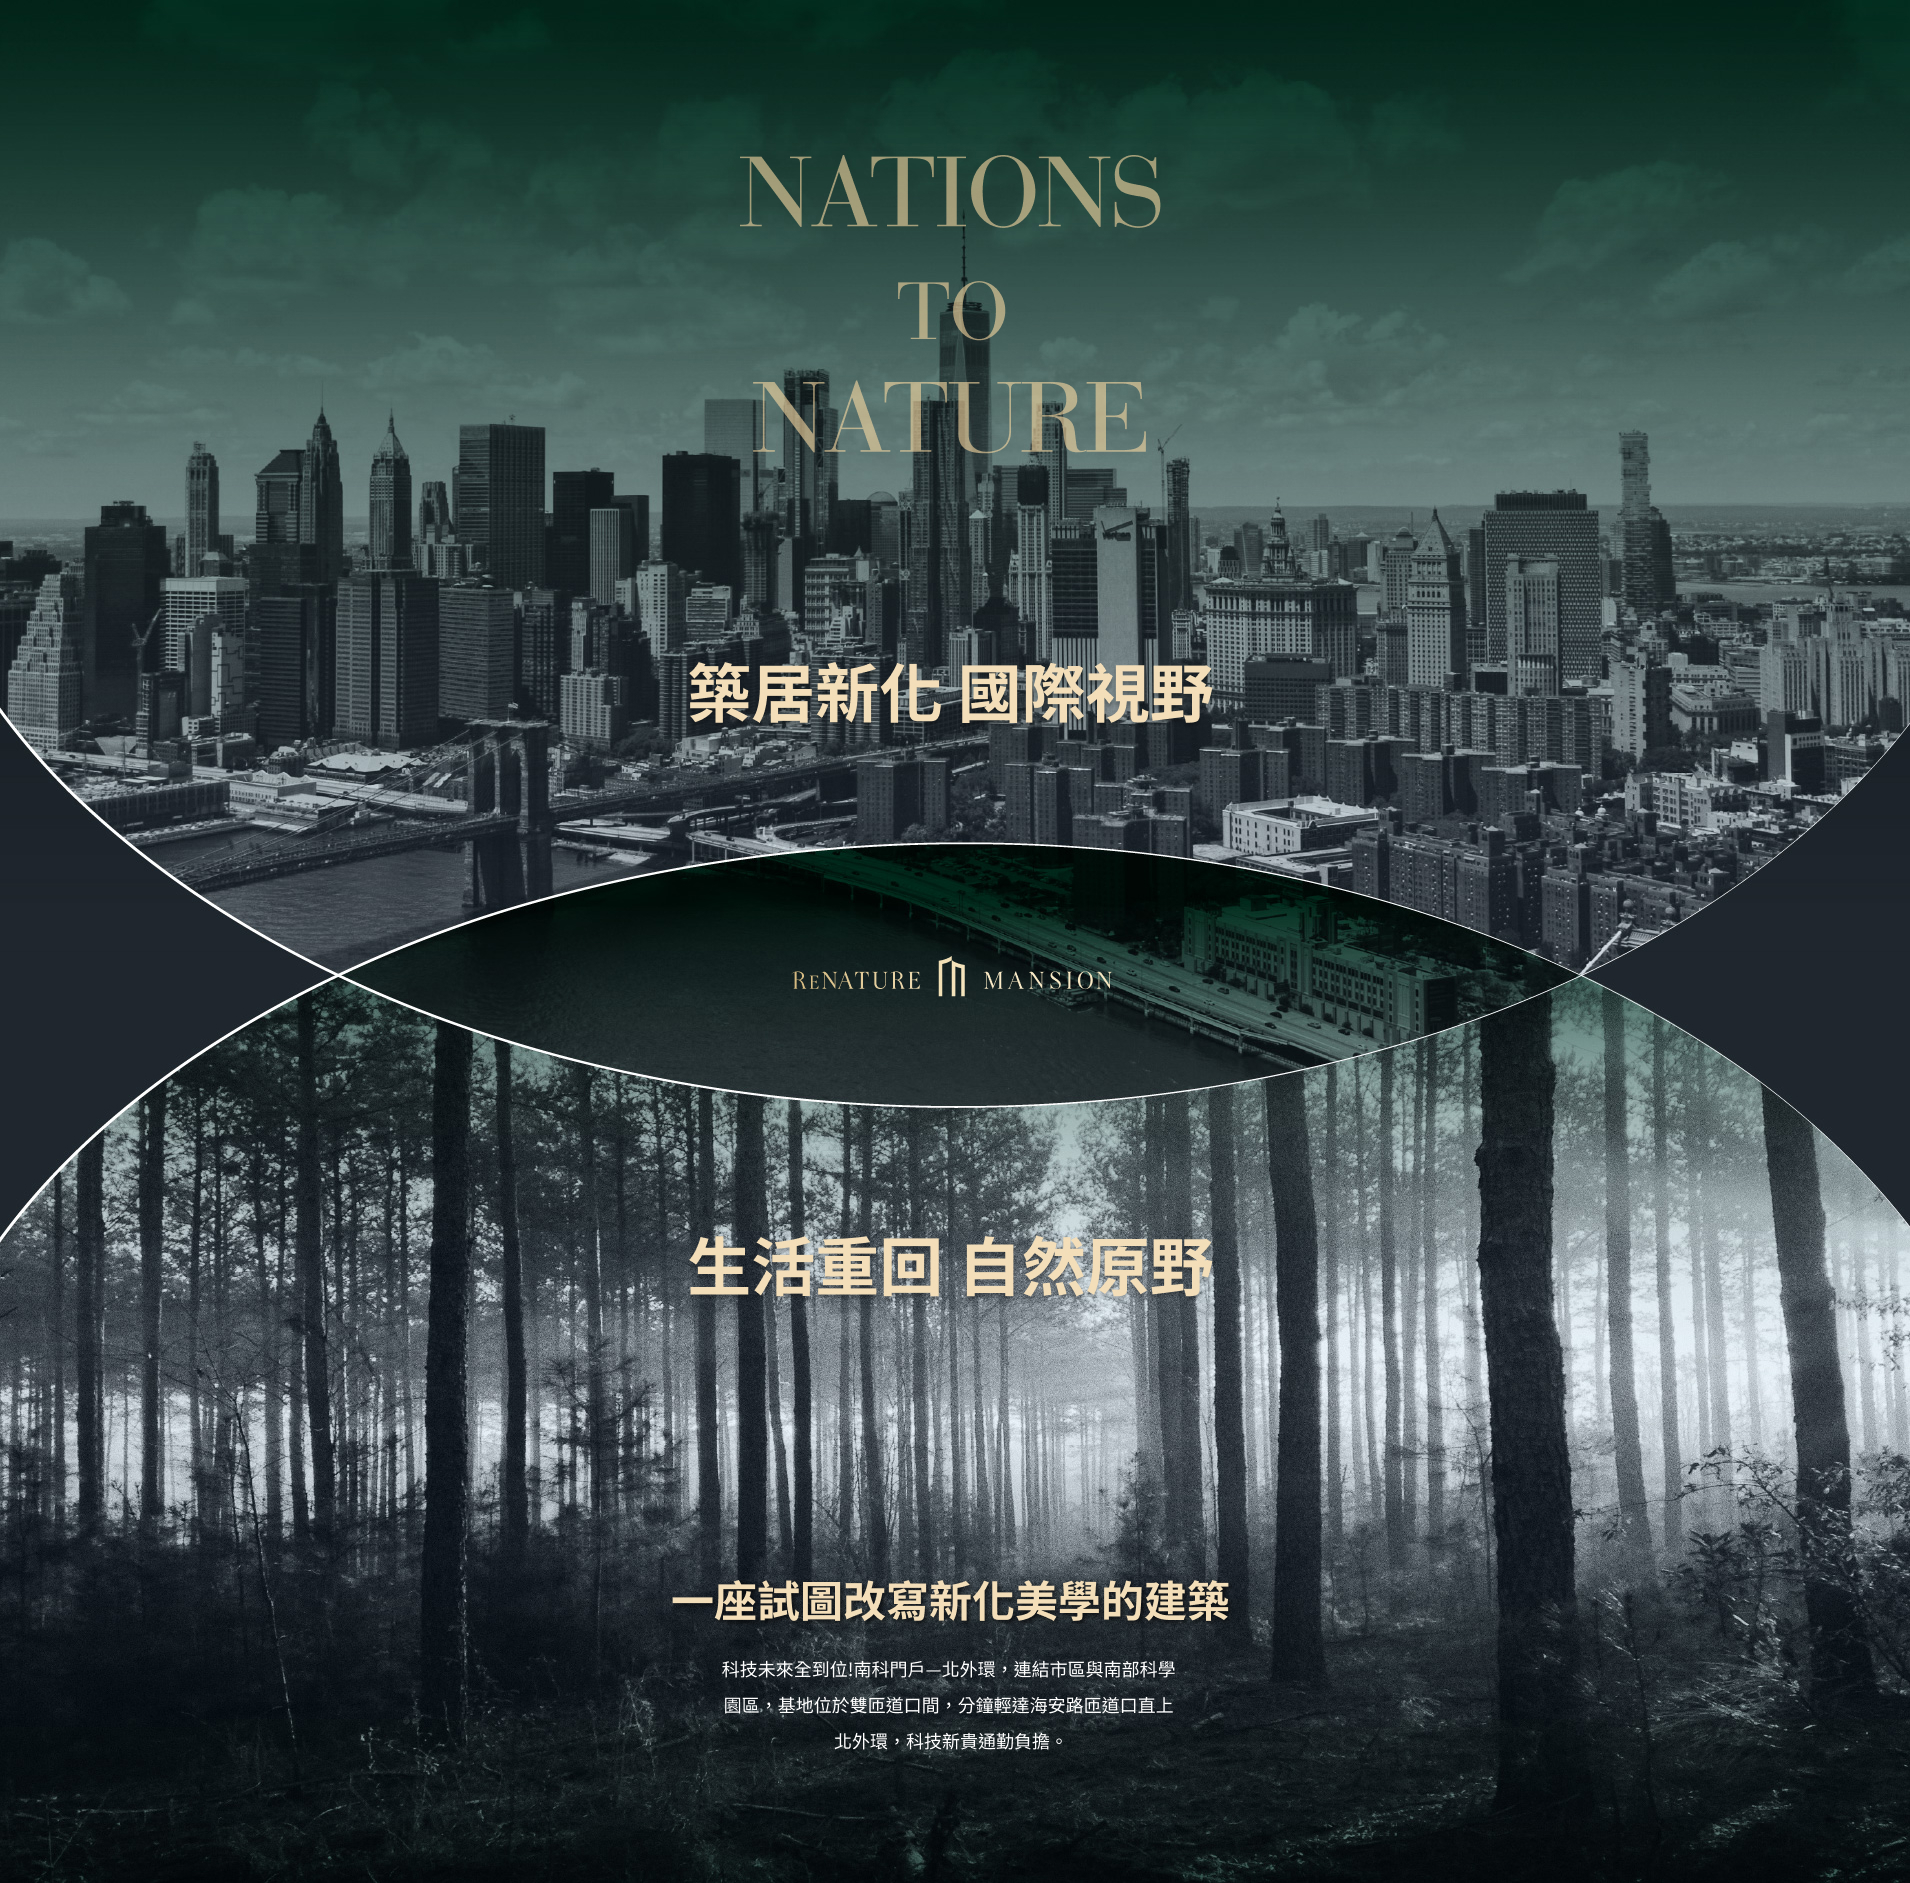 NATIONS
TO
NATURE
築居新化 國際視野
RENATURE MANSION
生活重回 自然原野
一座試圖改寫新化美學的建築
科技未來全到位!南科門戶—北外環，連結市區與南部科學
園區，基地位於雙匝道口間，分鐘輕達海安路匝道口直上
北外環，科技新貴通勤負擔。